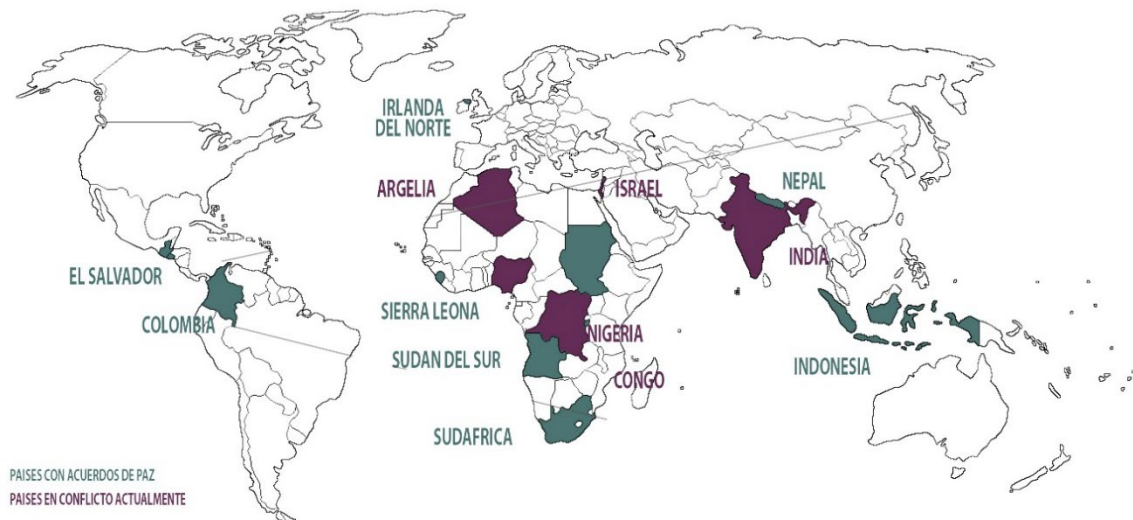 IRLANDA
DEL NORTE
ARGELIA
ISRAEL
NEPAL
INDIA
EL SALVADOR
COLOMBIA
SIERRA LEONA
NIGERIA
SUDAN DEL SUR
CONGO
INDONESIA
SUDAFRICA
PAISES CON ACUERDOS DE PAZ
PAISES EN CONFLICTO ACTUALMENTE